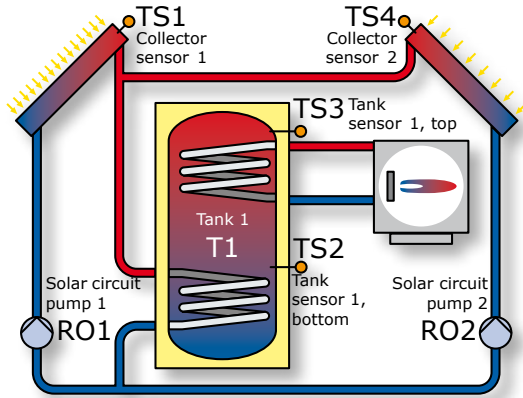 TS1
Collector
sensor 1
TS4
Collector
sensor 2
TS3
Tank
sensor 1, top
Tank 1
T1
TS2
Tank
sensor 1,
bottom
Solar circuit
pump 1
RO1
Solar circuit
pump 2
RO2